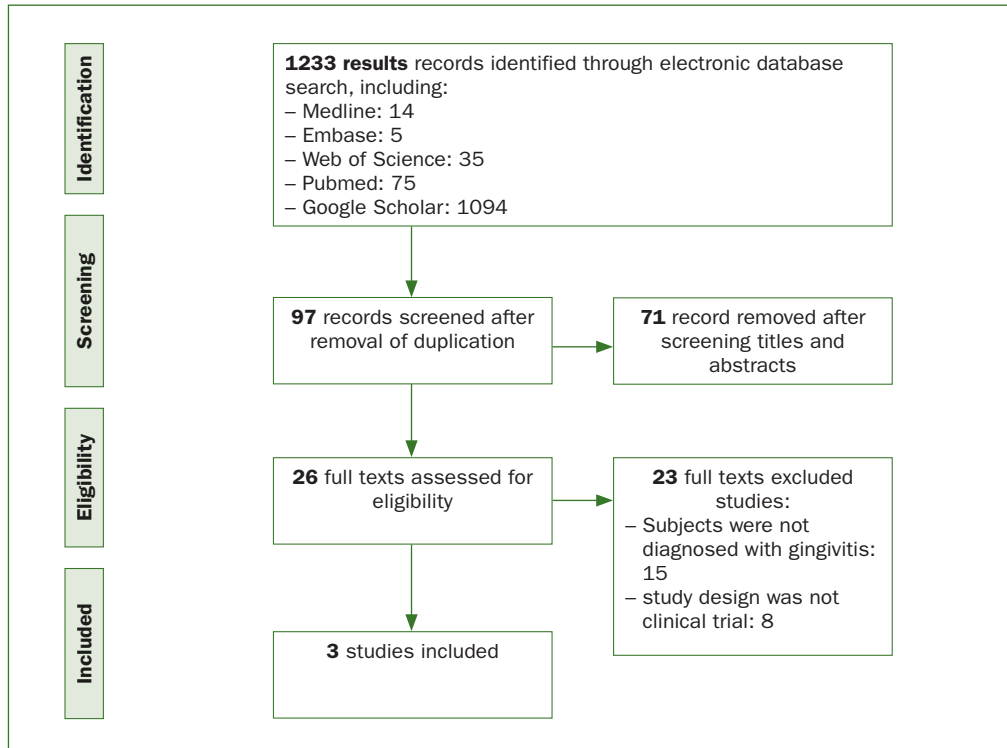 Identification
1233 results records identified through electronic database
search, including:
– Medline: 14
– Embase: 5
– Web of Science: 35
– Pubmed: 75
– Google Scholar: 1094
Screening
97 records screened after
removal of duplication
71 record removed after
screening titles and
abstracts
Eligibility
26 full texts assessed for
eligibility
23 full texts excluded
studies:
– Subjects were not
diagnosed with gingivitis:
15
– study design was not
clinical trial: 8
Included
3 studies included